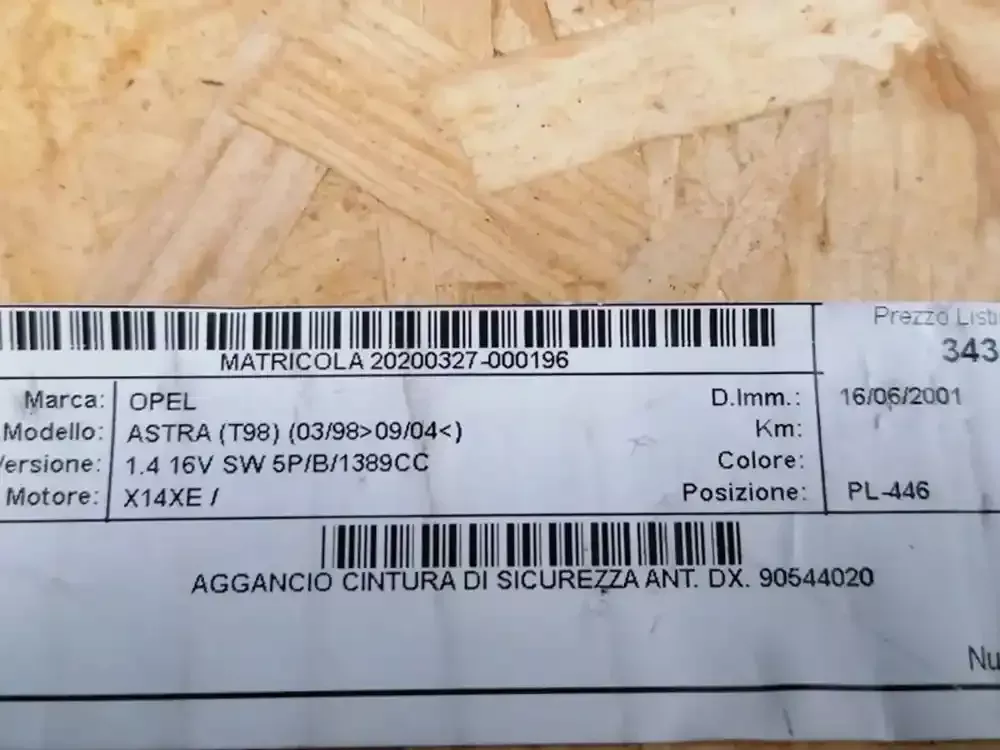 Prezzo Listi
343
MATRICOLA 20200327-000196
Marca: OPEL D.Imm.: 16/06/2001
Modello: ASTRA (T98) (03/98>09/04<) Km:
Versione: 1.4 16V SW 5P/B/1389CC Colore:
Motore: X14XE / Posizione: PL-446
AGGANCIO CINTURA DI SICUREZZA ANT. DX. 90544020
Nu